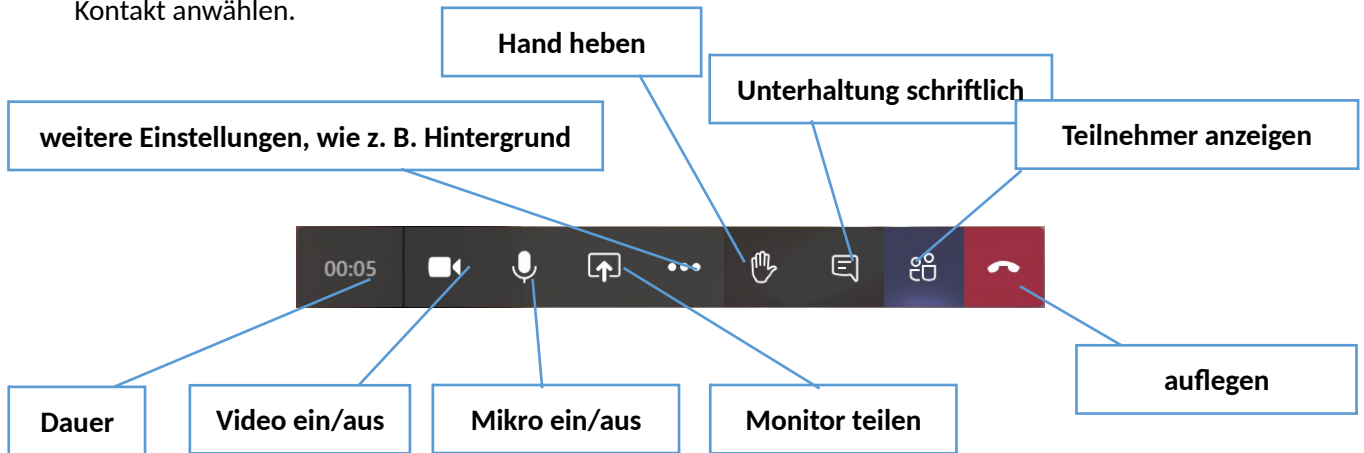 Kontakt anwählen.
Hand heben
Unterhaltung schriftlich
weitere Einstellungen, wie z. B. Hintergrund
Teilnehmer anzeigen
00:05
auflegen
Dauer
Video ein/aus
Mikro ein/aus
Monitor teilen